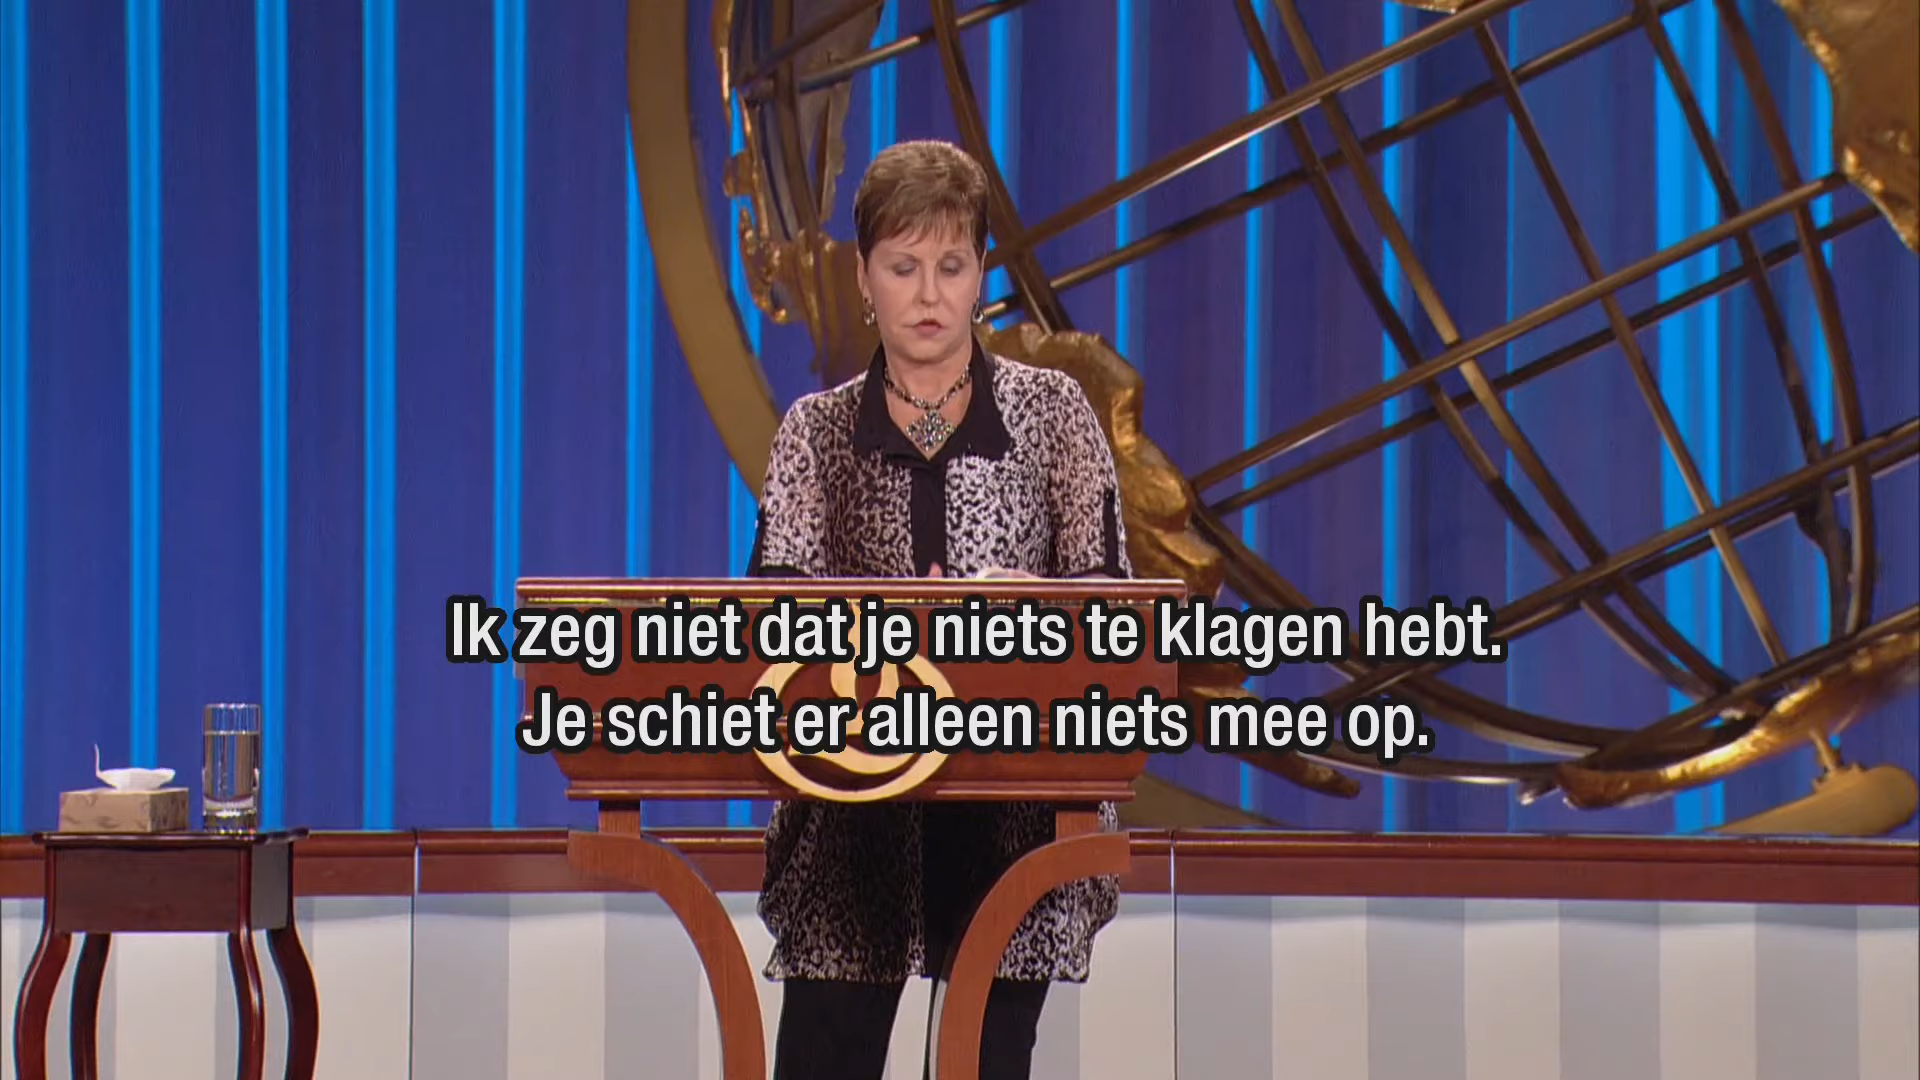 Ik zeg niet dat je niets te klagen hebt.
Je schiet er alleen niets mee op.